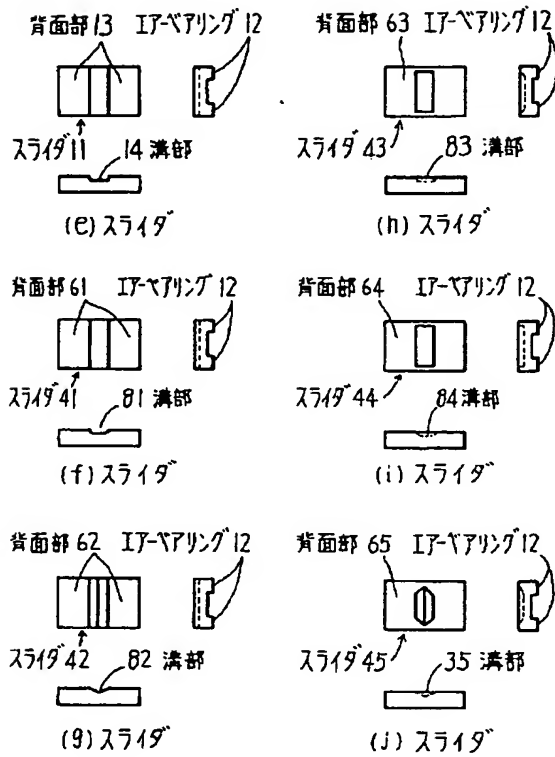 背面部 13 エアーベアリング 12
スライダ 11
14 溝部
(e) スライダ
背面部 61 エアーベアリング 12
スライダ 41
81 溝部
(f) スライダ
背面部 62 エアーベアリング 12
スライダ 42
82 溝部
(g) スライダ
背面部 63 エアーベアリング 12
スライダ 43
83 溝部
(h) スライダ
背面部 64 エアーベアリング 12
スライダ 44
84 溝部
(i) スライダ
背面部 65 エアーベアリング 12
スライダ 45
35 溝部
(j) スライダ